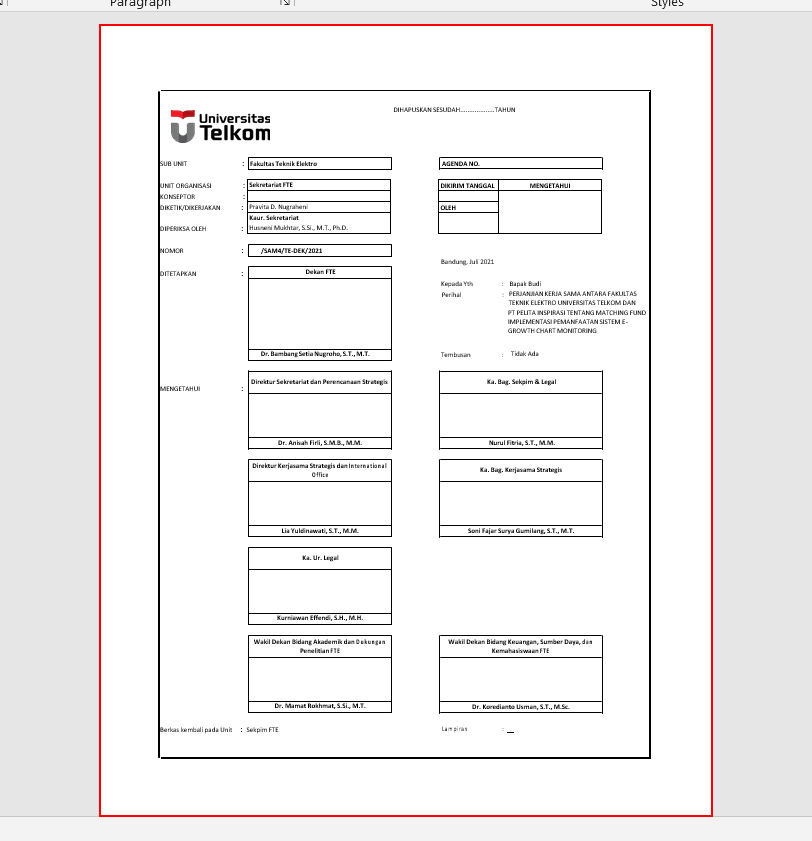 Paragraph
Styles
DIHAPUSKAN SESUDAH..................TAHUN
Universitas
Telkom
SUB UNIT : Fakultas Teknik Elektro
AGENDA NO.
UNIT ORGANISASI : Sekretariat FTE
DIKIRIM TANGGAL MENGETAHUI
KONSEPTOR :
DIKETIK/DIKERJAKAN : Pravita D. Nugraheni
OLEH
Kaur. Sekretariat
DIPERIKSA OLEH : Husneni Mukhtar, S.Si., M.T., Ph.D.
NOMOR : /SAM4/TE-DEK/2021
Bandung, Juli 2021
DITETAPKAN : Dekan FTE
Kepada Yth : Bapak Budi
Perihal : PERJANJIAN KERJA SAMA ANTARA FAKULTAS
TEKNIK ELEKTRO UNIVERSITAS TELKOM DAN
PT PELITA INSPIRASI TENTANG MATCHING FUND
IMPLEMENTASI PEMANFAATAN SISTEM E-
GROWTH CHART MONITORING
Dr. Bambang Setia Nugroho, S.T., M.T.
Tembusan : Tidak Ada
MENGETAHUI :
Direktur Sekretariat dan Perencanaan Strategis
Ka. Bag. Sekpim & Legal
Dr. Anisah Firli, S.M.B., M.M.
Nurul Fitria, S.T., M.M.
Direktur Kerjasama Strategis dan International
Office
Ka. Bag. Kerjasama Strategis
Lia Yuldinawati, S.T., M.M.
Soni Fajar Surya Gumilang, S.T., M.T.
Ka. Ur. Legal
Kurniawan Effendi, S.H., M.H.
Wakil Dekan Bidang Akademik dan Dukungan
Penelitian FTE
Wakil Dekan Bidang Keuangan, Sumber Daya, dan
Kemahasiswaan FTE
Dr. Mamat Rokhmat, S.Si., M.T.
Dr. Koredianto Usman, S.T., M.Sc.
Berkas kembali pada Unit : Sekpim FTE
Lampiran : __